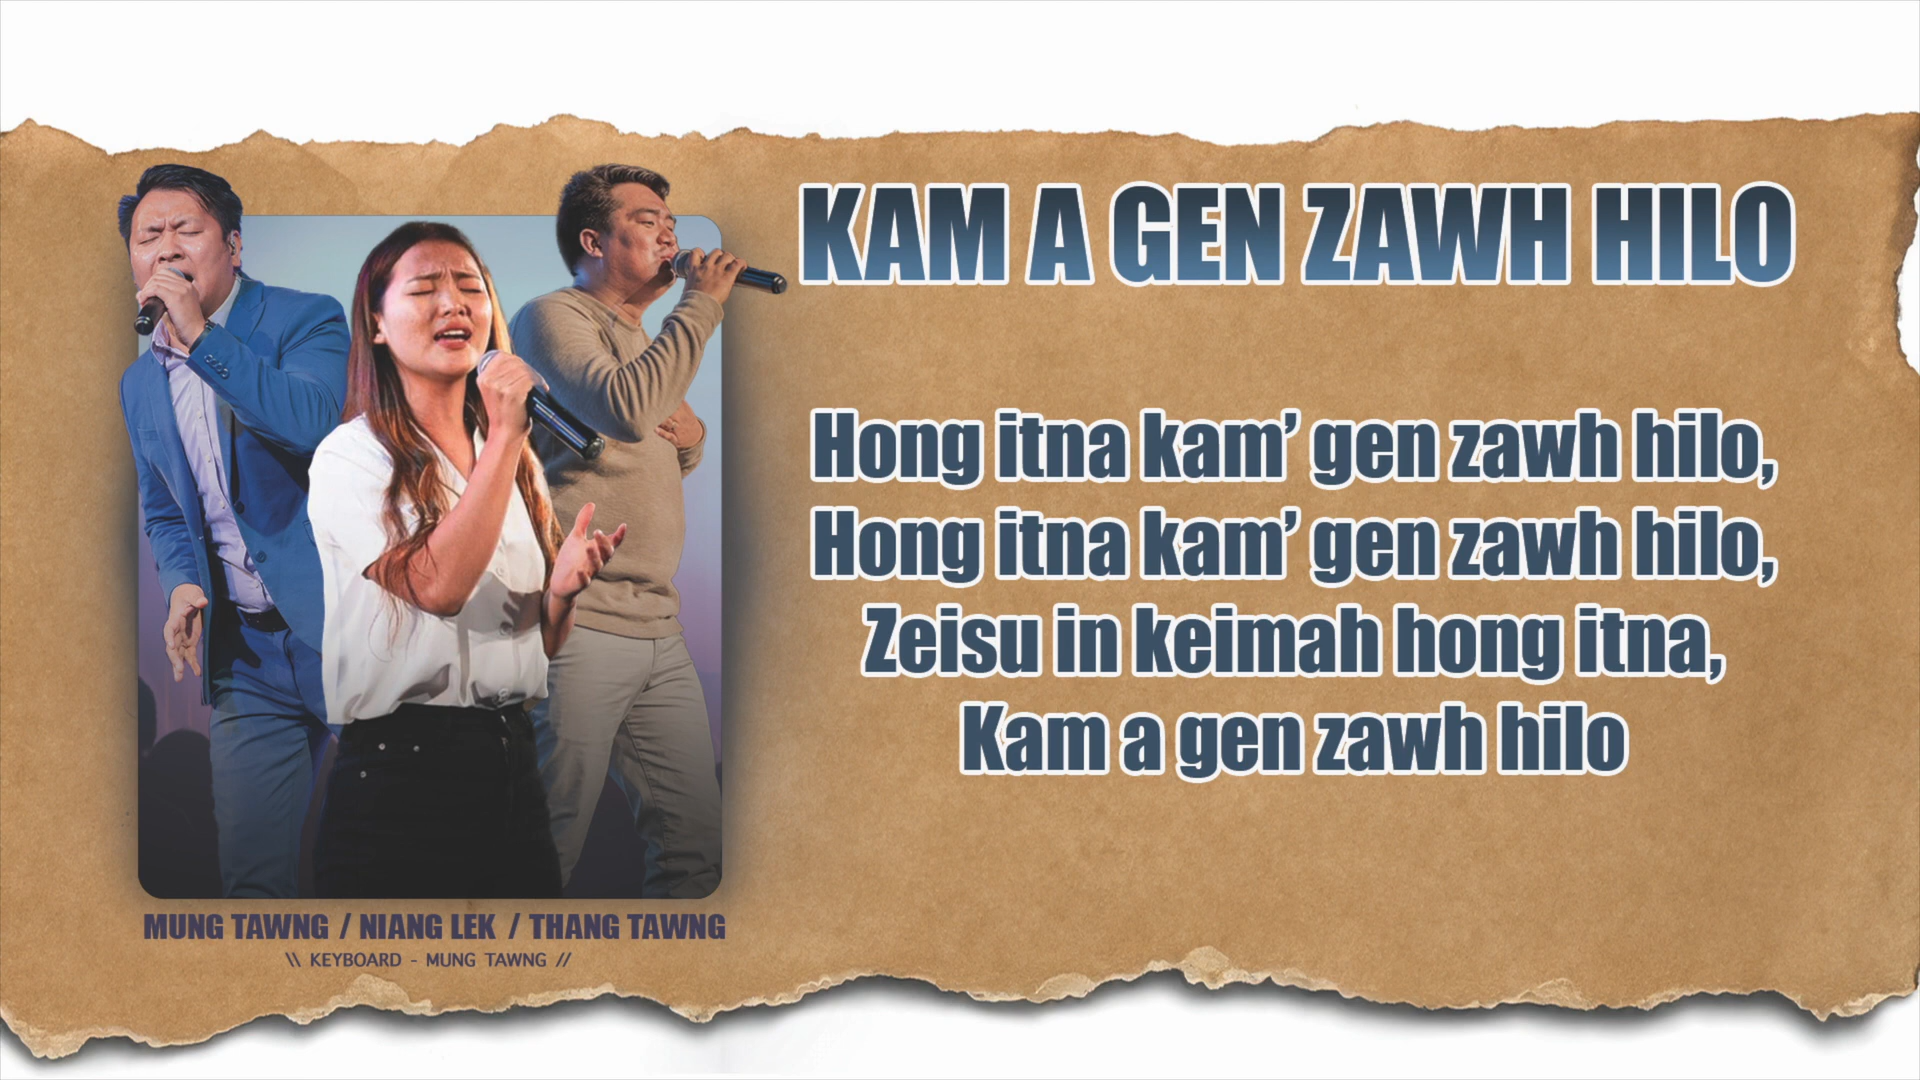 KAM A GEN ZAWH HILO
Hong itna kam’ gen zawh hilo,
Hong itna kam’ gen zawh hilo,
Zeisu in keimah hong itna,
Kam a gen zawh hilo
MUNG TAWNG / NIANG LEK / THANG TAWNG
\\ KEYBOARD - MUNG TAWNG //